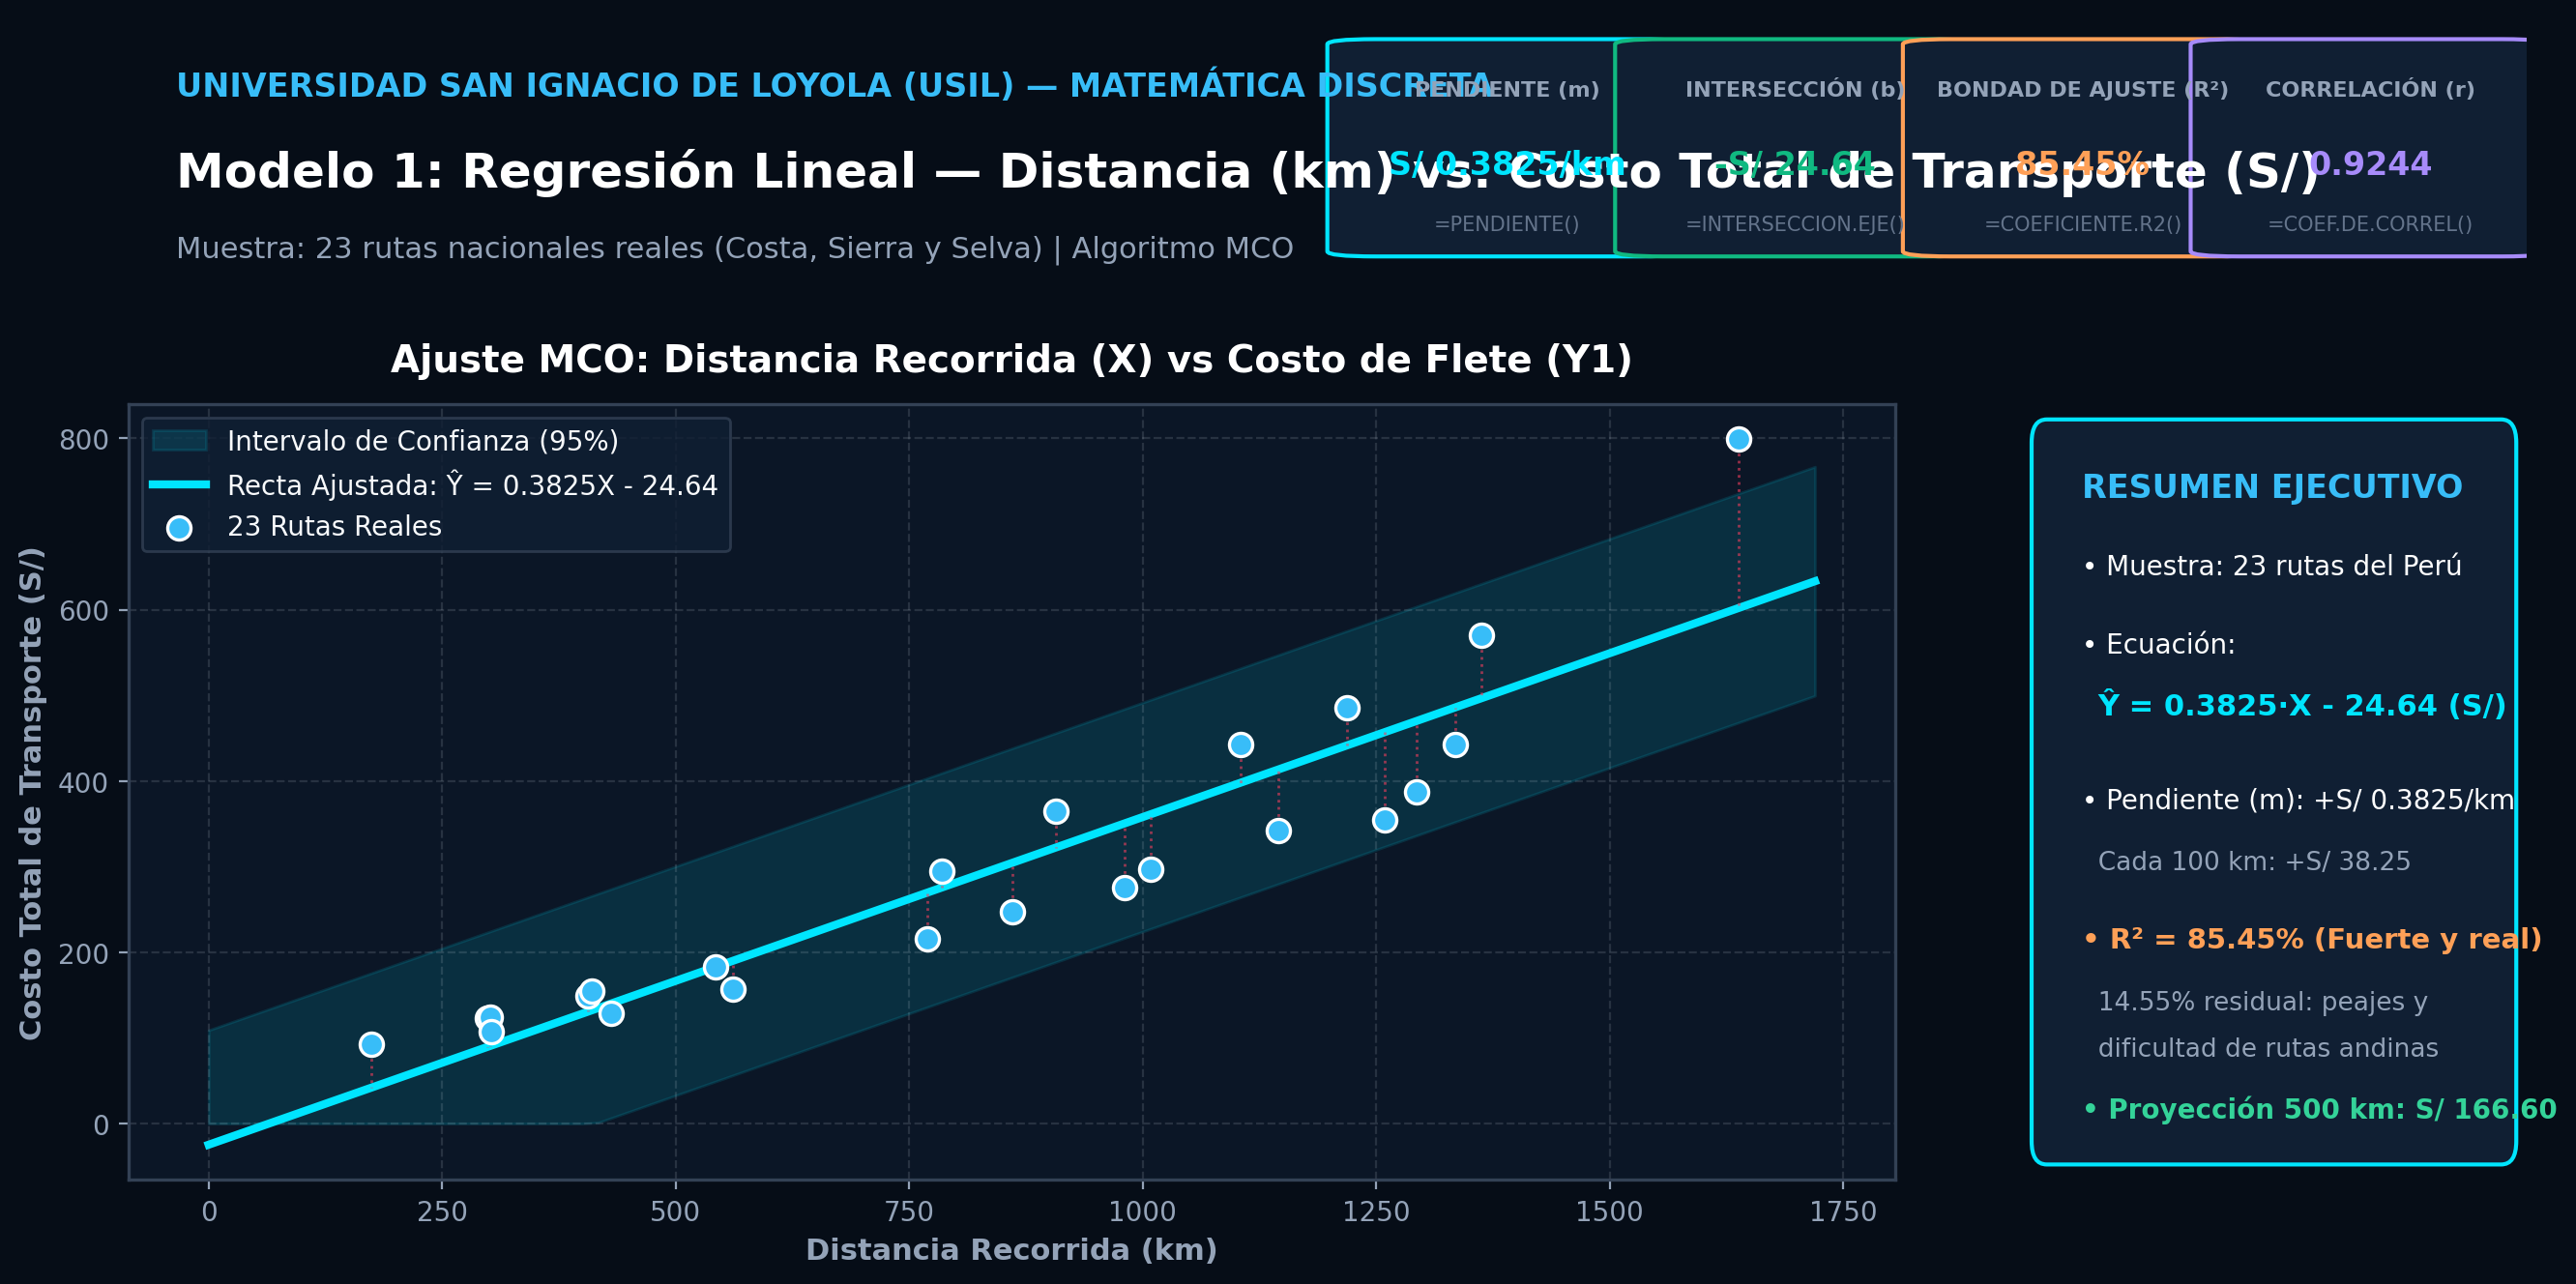 UNIVERSIDAD SAN IGNACIO DE LOYOLA (USIL) — MATEMÁTICA DISCRETA
Modelo 1: Regresión Lineal — Distancia (km) vs. Costo Total de Transporte (S/)
Muestra: 23 rutas nacionales reales (Costa, Sierra y Selva) | Algoritmo MCO
PENDIENTE (m)
S/ 0.3825/km
=PENDIENTE()
INTERSECCIÓN (b)
-S/ 24.64
=INTERSECCION.EJE()
BONDAD DE AJUSTE (R²)
85.45%
=COEFICIENTE.R2()
CORRELACIÓN (r)
0.9244
=COEF.DE.CORREL()
Ajuste MCO: Distancia Recorrida (X) vs Costo de Flete (Y1)
Intervalo de Confianza (95%)
Recta Ajustada: Ŷ = 0.3825X - 24.64
23 Rutas Reales
Costo Total de Transporte (S/)
800
600
400
200
0
0 250 500 750 1000 1250 1500 1750
Distancia Recorrida (km)
RESUMEN EJECUTIVO
• Muestra: 23 rutas del Perú
• Ecuación:
Ŷ = 0.3825·X - 24.64 (S/)
• Pendiente (m): +S/ 0.3825/km
Cada 100 km: +S/ 38.25
• R² = 85.45% (Fuerte y real)
14.55% residual: peajes y
dificultad de rutas andinas
• Proyección 500 km: S/ 166.60